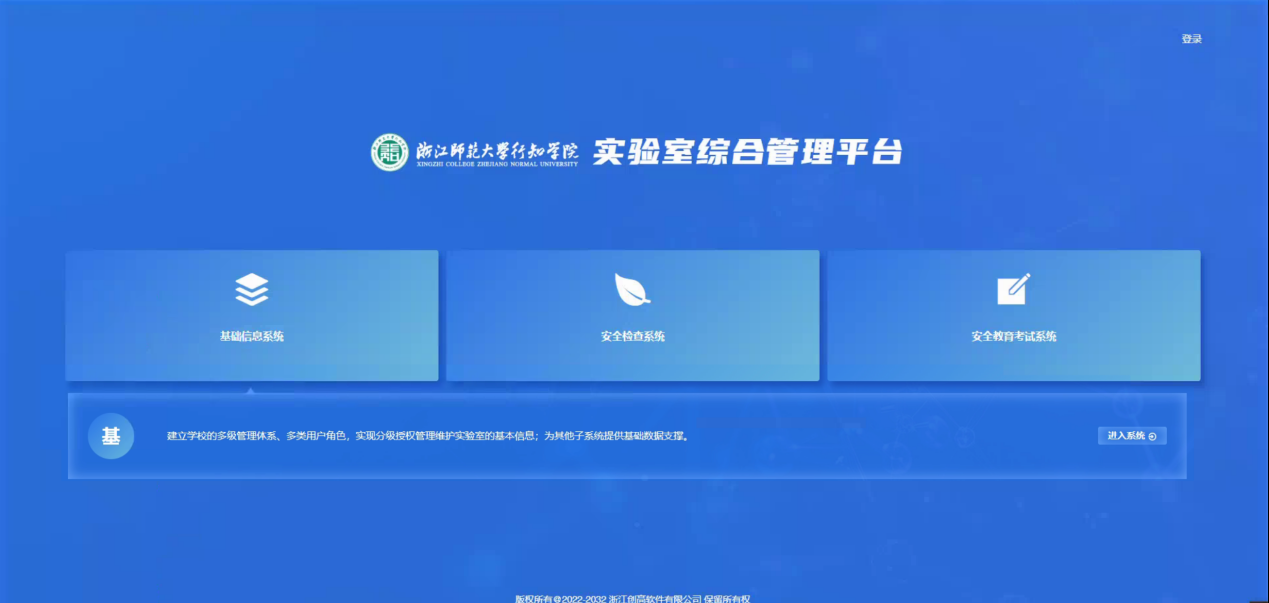 登录
浙江师范大学行知学院 实验室综合管理平台
XINGZHI COLLEGE ZHEJIANG NORMAL UNIVERSITY
基础信息系统
安全检查系统
安全教育考试系统
基
建立学校的多级管理体系、多类用户角色，实现分级授权管理维护实验室的基本信息；为其他子系统提供基础数据支撑。
进入系统
版权所有@2022-2032 浙江创高软件有限公司 保留所有权